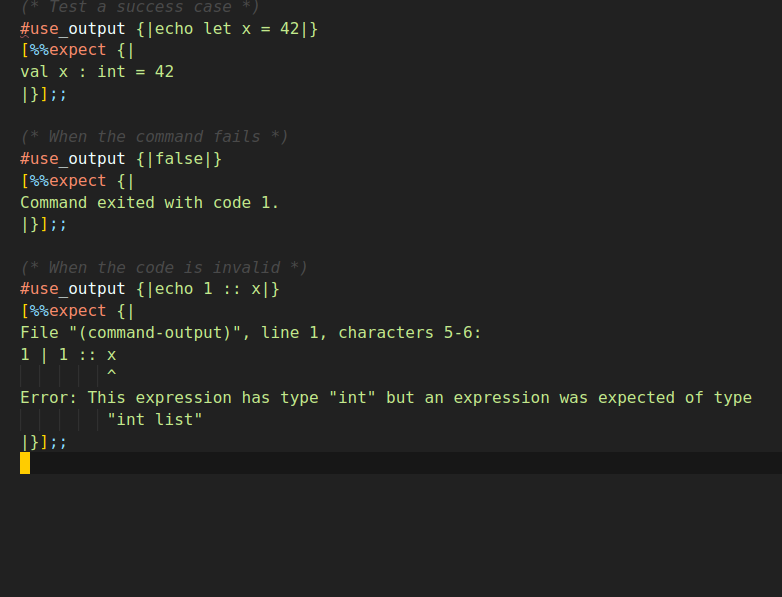 (* Test a success case *)
#use_output {|echo let x = 42|}
[%%expect {|
val x : int = 42
|}];;
(* When the command fails *)
#use_output {|false|}
[%%expect {|
Command exited with code 1.
|}];;
(* When the code is invalid *)
#use_output {|echo 1 :: x|}
[%%expect {|
File "(command-output)", line 1, characters 5-6:
1 | 1 :: x
         ^
Error: This expression has type "int" but an expression was expected of type
         "int list"
|}];;